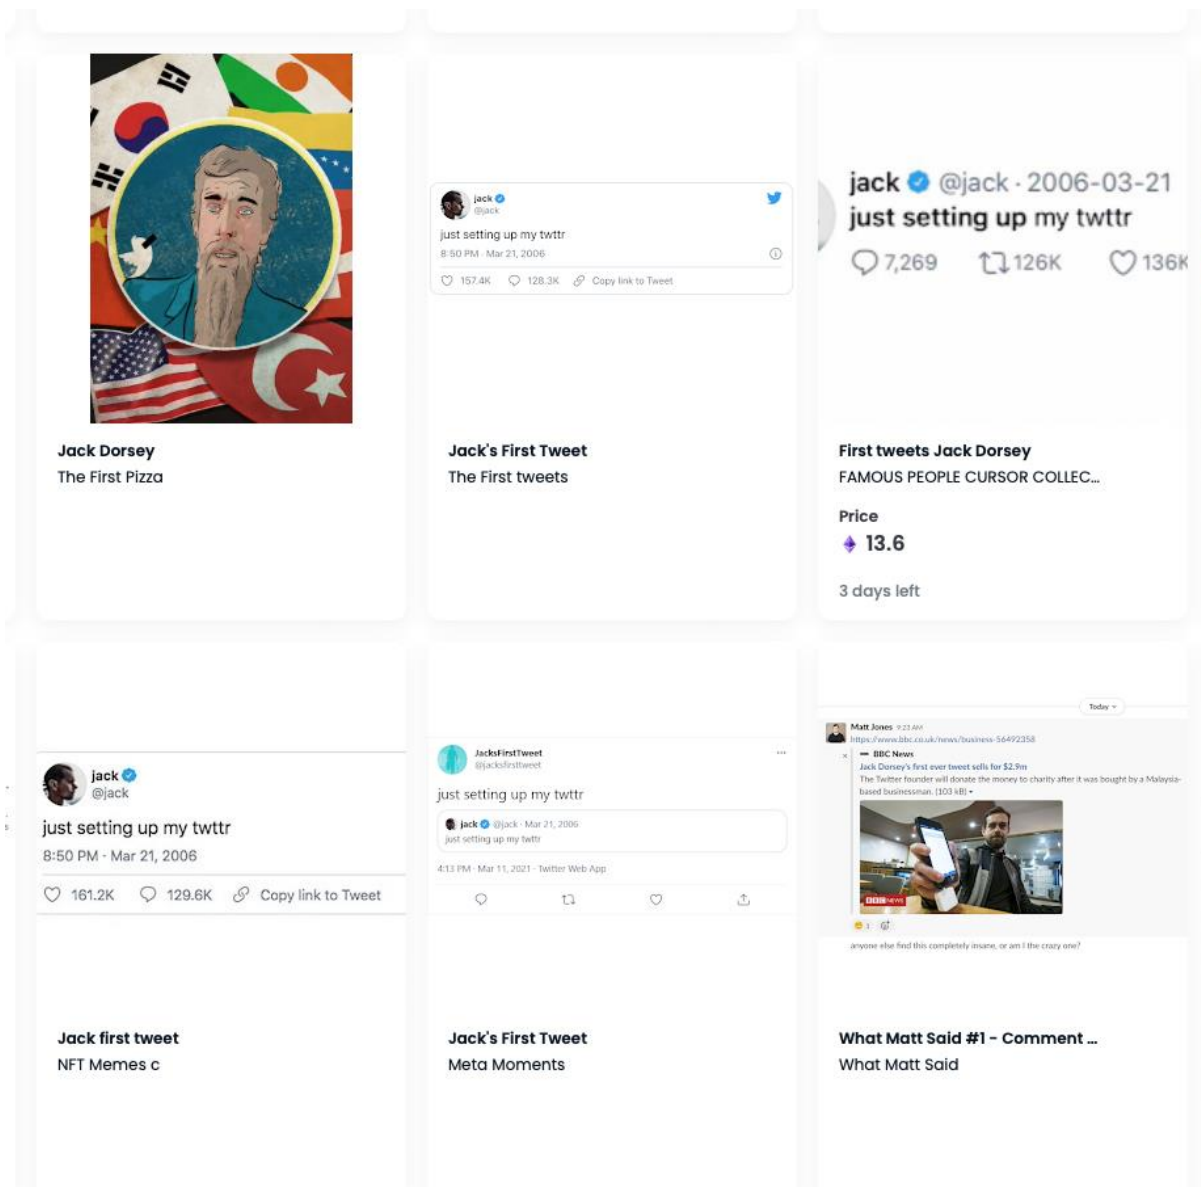 jack
@jack
just setting up my twttr
8:50 PM · Mar 21, 2006
157.4K 128.3K Copy link to Tweet
jack @jack · 2006-03-21
just setting up my twttr
7,269 126K 136K
Jack Dorsey
The First Pizza
Jack's First Tweet
The First tweets
First tweets Jack Dorsey
FAMOUS PEOPLE CURSOR COLLEC...
Price
13.6
3 days left
jack
@jack
just setting up my twttr
8:50 PM · Mar 21, 2006
161.2K 129.6K Copy link to Tweet
JacksFirstTweet
@jacksfirsttweet
just setting up my twttr
jack @jack · Mar 21, 2006
just setting up my twttr
4:13 PM · Mar 11, 2021 · Twitter Web App
Today
Matt Jones 9:23 AM
https://www.bbc.co.uk/news/business-56492358
BBC News
Jack Dorsey's first ever tweet sells for $2.9m
The Twitter founder will donate the money to charity after it was bought by a Malaysia-
based businessman. (103 kB)
BBC NEWS
1
anyone else find this completely insane, or am I the crazy one?
Jack first tweet
NFT Memes c
Jack's First Tweet
Meta Moments
What Matt Said #1 - Comment ...
What Matt Said